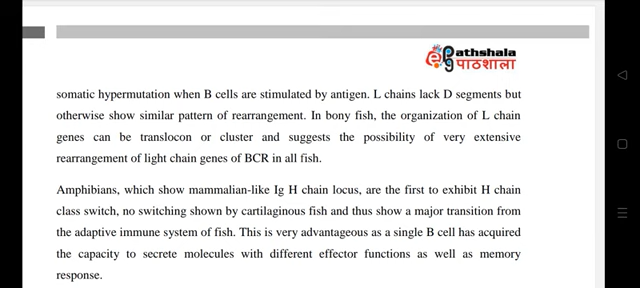 Pathshala
पाठशाला
somatic hypermutation when B cells are stimulated by antigen. L chains lack D segments but
otherwise show similar pattern of rearrangement. In bony fish, the organization of L chain
genes can be translocon or cluster and suggests the possibility of very extensive
rearrangement of light chain genes of BCR in all fish.
Amphibians, which show mammalian-like Ig H chain locus, are the first to exhibit H chain
class switch, no switching shown by cartilaginous fish and thus show a major transition from
the adaptive immune system of fish. This is very advantageous as a single B cell has acquired
the capacity to secrete molecules with different effector functions as well as memory
response.